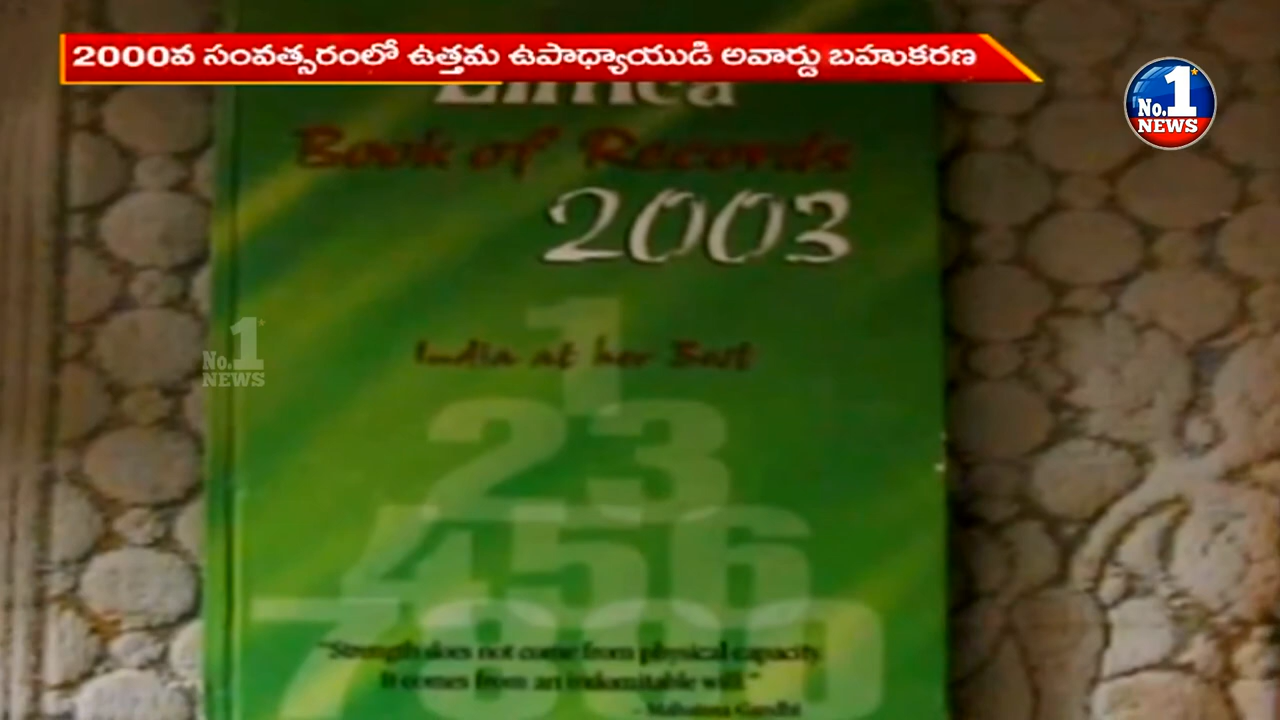 2000వ సంవత్సరంలో ఉత్తమ ఉపాధ్యాయుడి అవార్డు బహుకరణ
No.1
NEWS
Book of Records
2003
India at her Best
No.1
NEWS
1
23
456
7890
"Strength does not come from physical capacity.
It comes from an indomitable will."
- Mahatma Gandhi